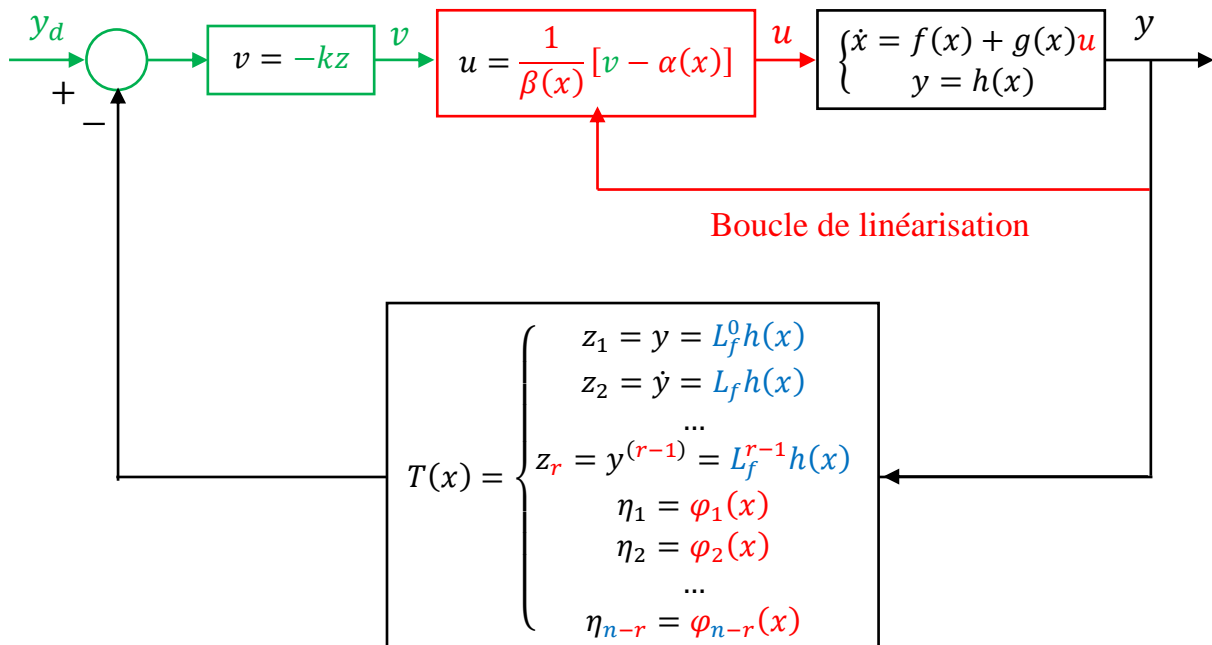 y_d
+
−
v = −kz
v
u = \frac{1}{β(x)} [v − α(x)]
u
ẋ = f(x) + g(x)u
y = h(x)
y
Boucle de linéarisation
T(x) =
z_1 = y = L_f^0 h(x)
z_2 = ẏ = L_f h(x)
...
z_r = y^{(r−1)} = L_f^{r−1} h(x)
η_1 = φ_1(x)
η_2 = φ_2(x)
...
η_{n−r} = φ_{n−r}(x)